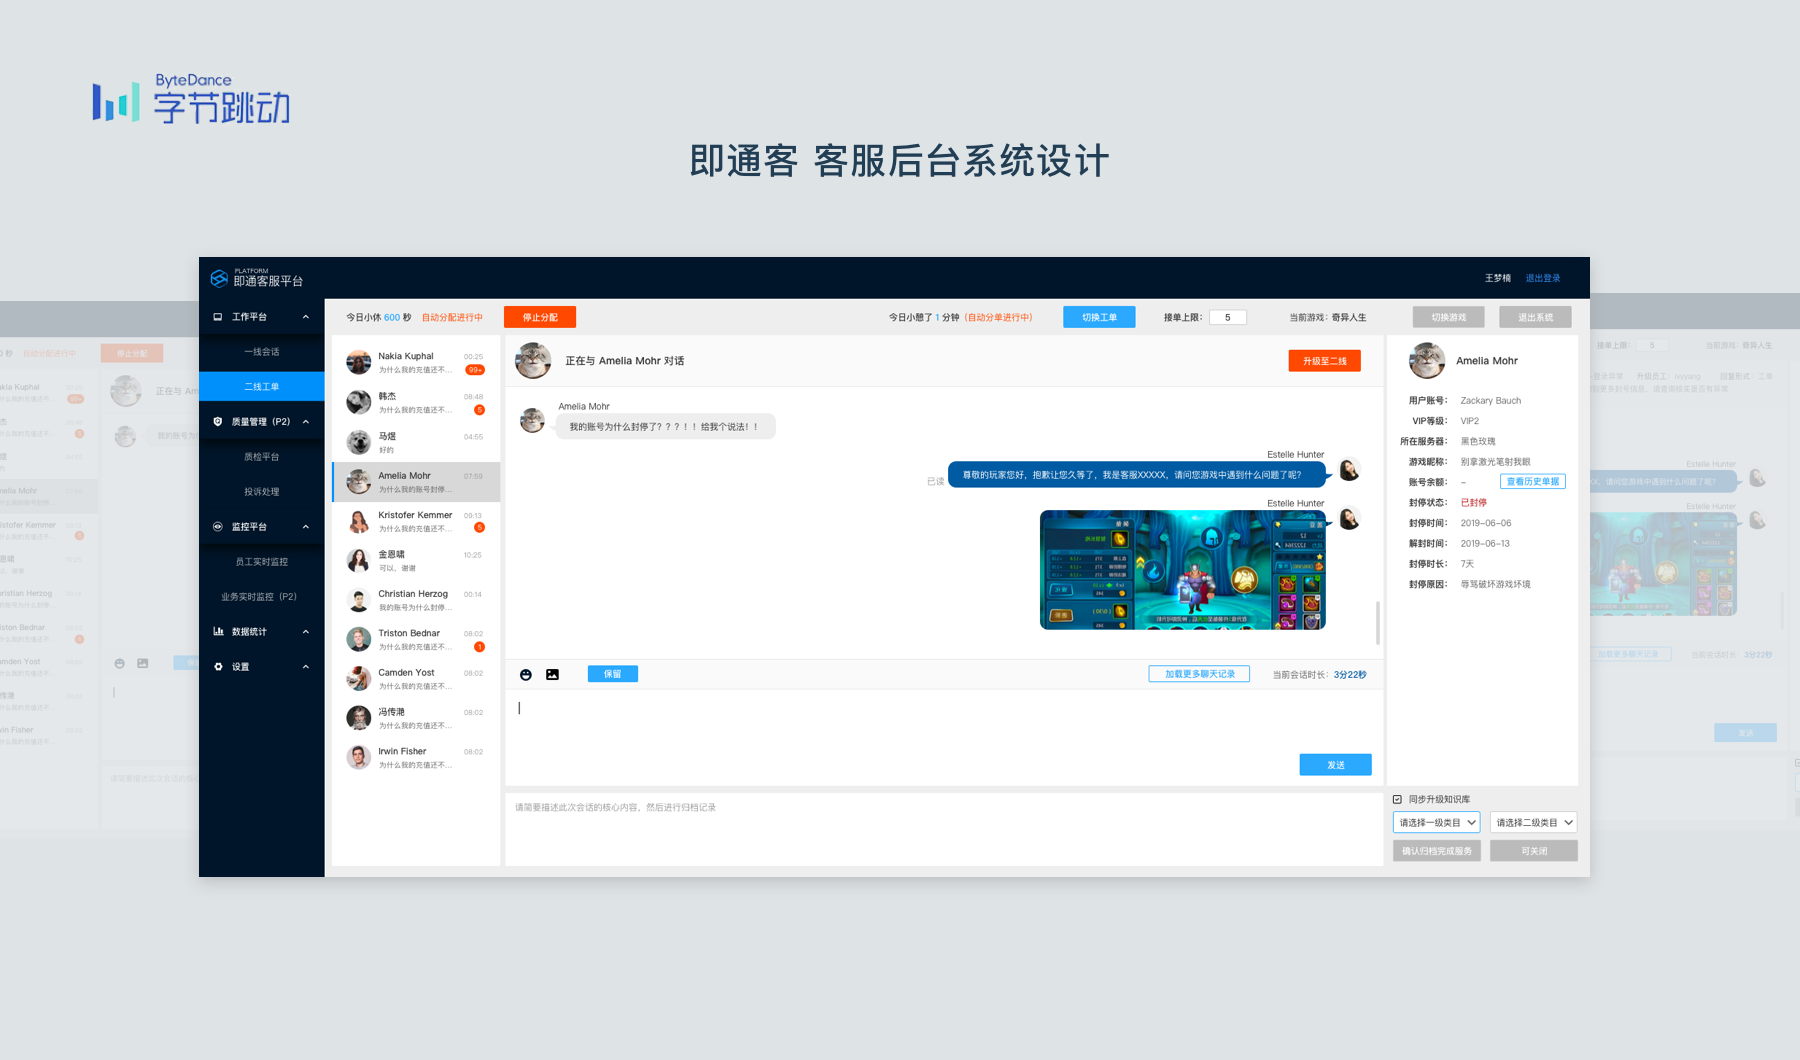 ByteDance
字节跳动
即通客 客服后台系统设计
PLATFORM
即通客服平台
王梦楠 退出登录
工作平台
一线会话
二线工单
质量管理（P2）
质检平台
投诉处理
监控平台
员工实时监控
业务实时监控（P2）
数据统计
设置
今日小休 600 秒 自动分配进行中 停止分配
今日小憩了 1 分钟（自动分单进行中） 切换工单 接单上限： 5 当前游戏：奇异人生 切换游戏 退出系统
Nakia Kuphal 00:25
为什么我的充值还不... 99+
韩杰 08:48
为什么我的充值还不... 5
马煜 04:55
好的
Amelia Mohr 07:59
为什么我的账号封停...
Kristofer Kemmer 09:13
为什么我的充值还不... 5
金恩啸 10:25
可以，谢谢
Christian Herzog 00:14
我的账号为什么封停...
Triston Bednar 08:02
为什么我的充值还不... 1
Camden Yost 08:02
为什么我的充值还不...
冯传滟 08:02
为什么我的充值还不...
Irwin Fisher 08:02
为什么我的充值还不...
正在与 Amelia Mohr 对话 升级至二线
Amelia Mohr
我的账号为什么封停了？？？！！给我个说法！！
Estelle Hunter
已读 尊敬的玩家您好，抱歉让您久等了，我是客服XXXXX，请问您游戏中遇到什么问题了呢？
Estelle Hunter
保留 加载更多聊天记录 当前会话时长：3分22秒
发送
请简要描述此次会话的核心内容，然后进行归档记录
Amelia Mohr
用户账号： Zackary Bauch
VIP等级： VIP2
所在服务器： 黑色玫瑰
游戏昵称： 别拿激光笔射我眼
账号余额： - 查看历史单据
封停状态： 已封停
封停时间： 2019-06-06
解封时间： 2019-06-13
封停时长： 7天
封停原因： 辱骂破坏游戏环境
同步升级知识库
请选择一级类目 请选择二级类目
确认归档完成服务 可关闭